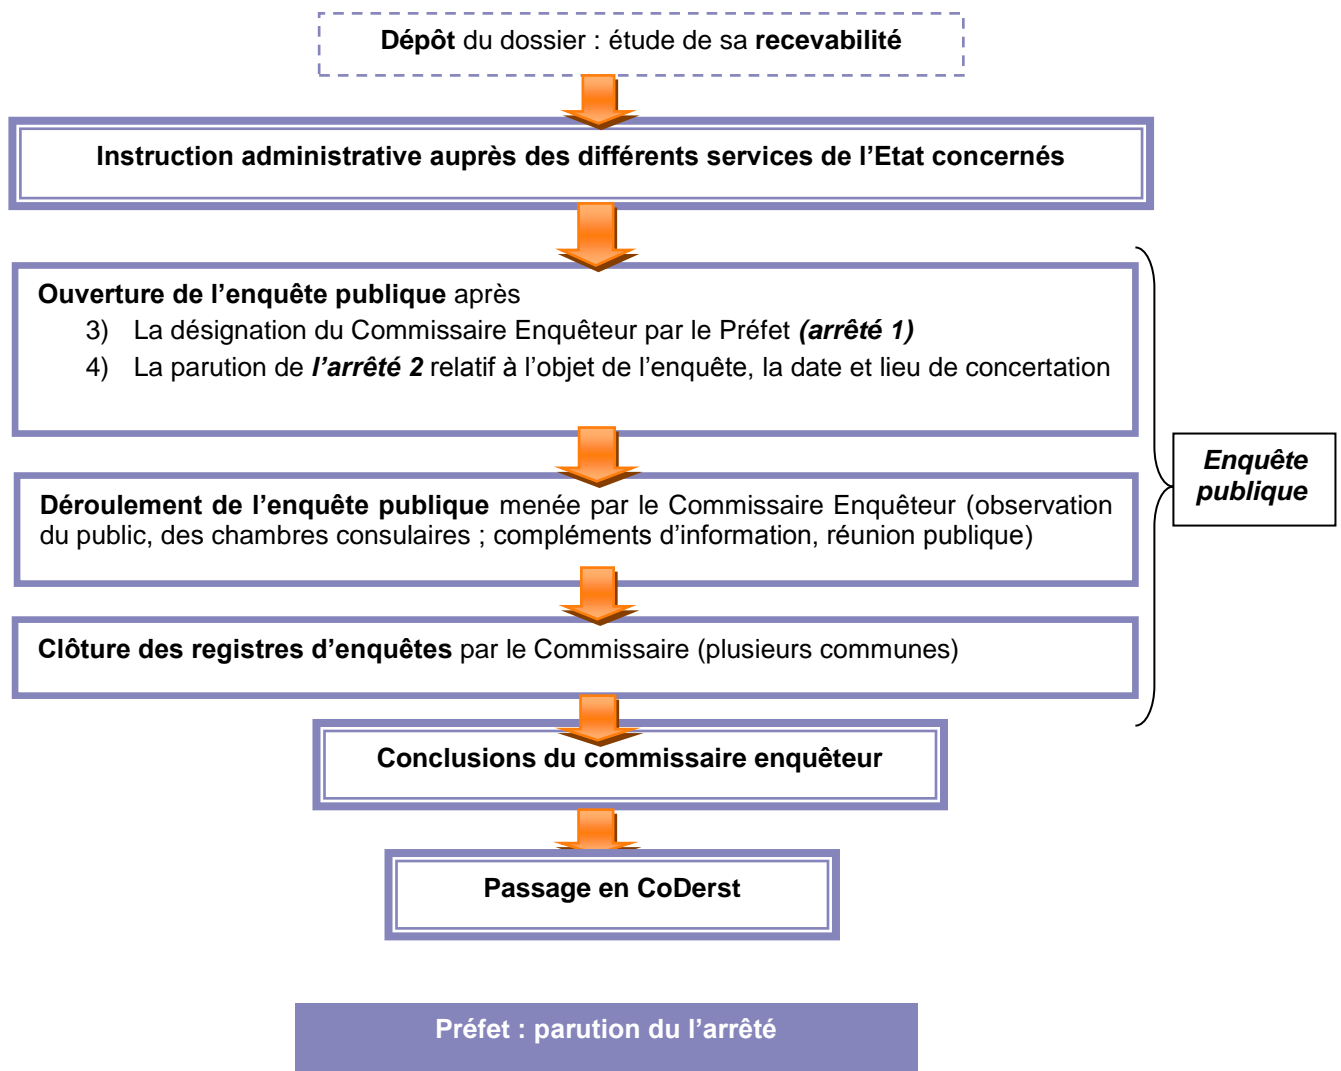 Dépôt du dossier : étude de sa recevabilité
Instruction administrative auprès des différents services de l’Etat concernés
Ouverture de l’enquête publique après
3) La désignation du Commissaire Enquêteur par le Préfet (arrêté 1)
4) La parution de l’arrêté 2 relatif à l’objet de l’enquête, la date et lieu de concertation
Déroulement de l’enquête publique menée par le Commissaire Enquêteur (observation
du public, des chambres consulaires ; compléments d’information, réunion publique)
Clôture des registres d’enquêtes par le Commissaire (plusieurs communes)
Enquête
publique
Conclusions du commissaire enquêteur
Passage en CoDerst
Préfet : parution du l’arrêté